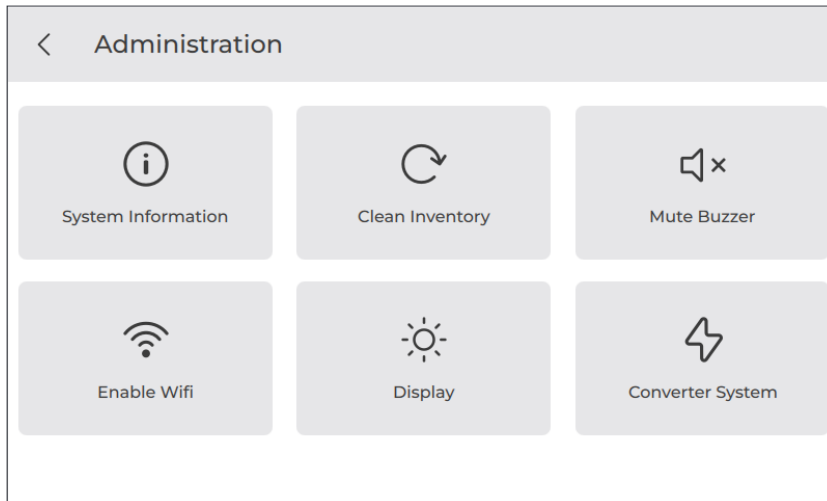 Administration
System Information
Clean Inventory
Mute Buzzer
Enable Wifi
Display
Converter System